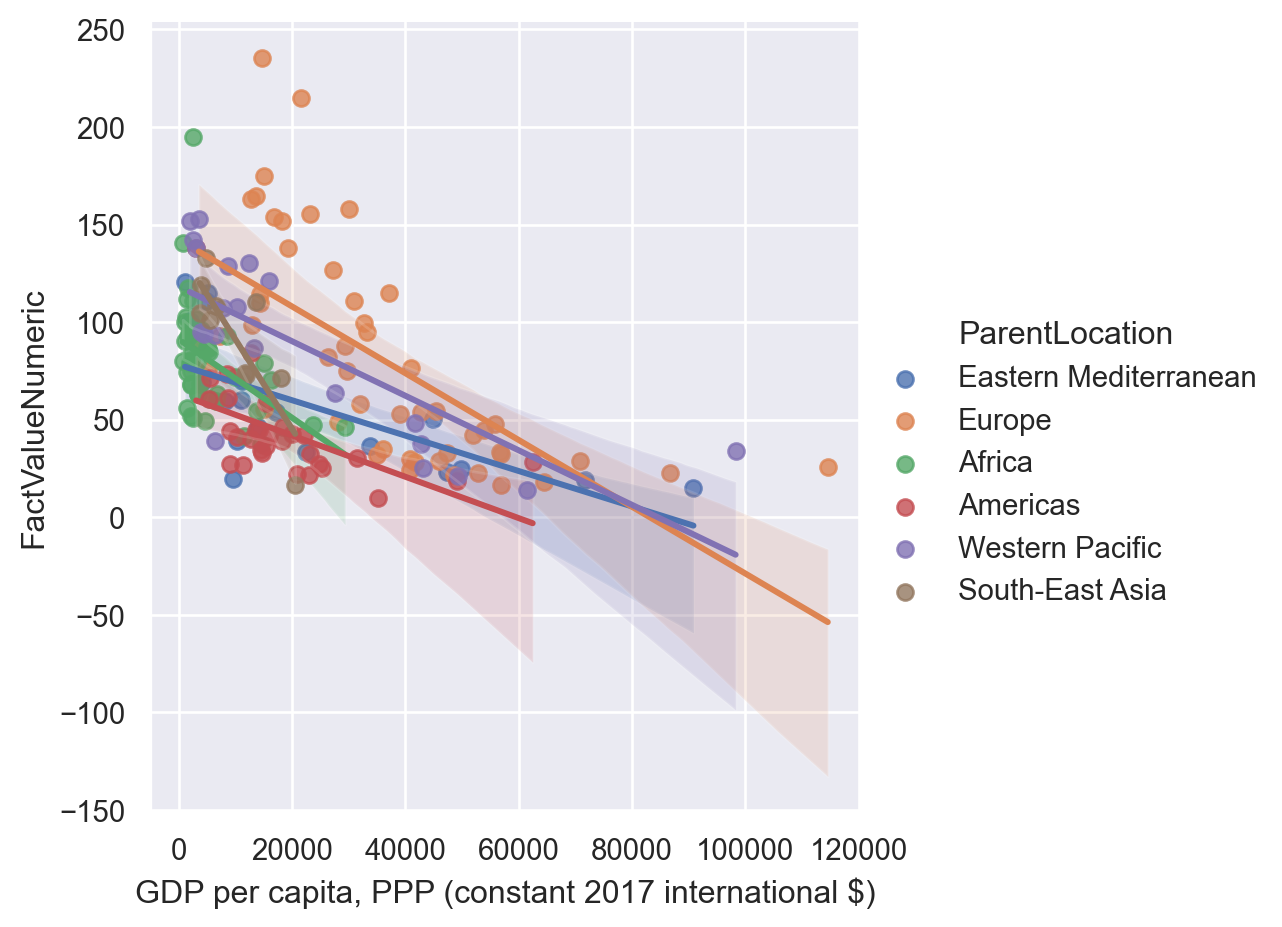 250
200
150
100
50
0
−50
−100
−150
FactValueNumeric
0 20000 40000 60000 80000 100000 120000
GDP per capita, PPP (constant 2017 international $)
ParentLocation
Eastern Mediterranean
Europe
Africa
Americas
Western Pacific
South-East Asia